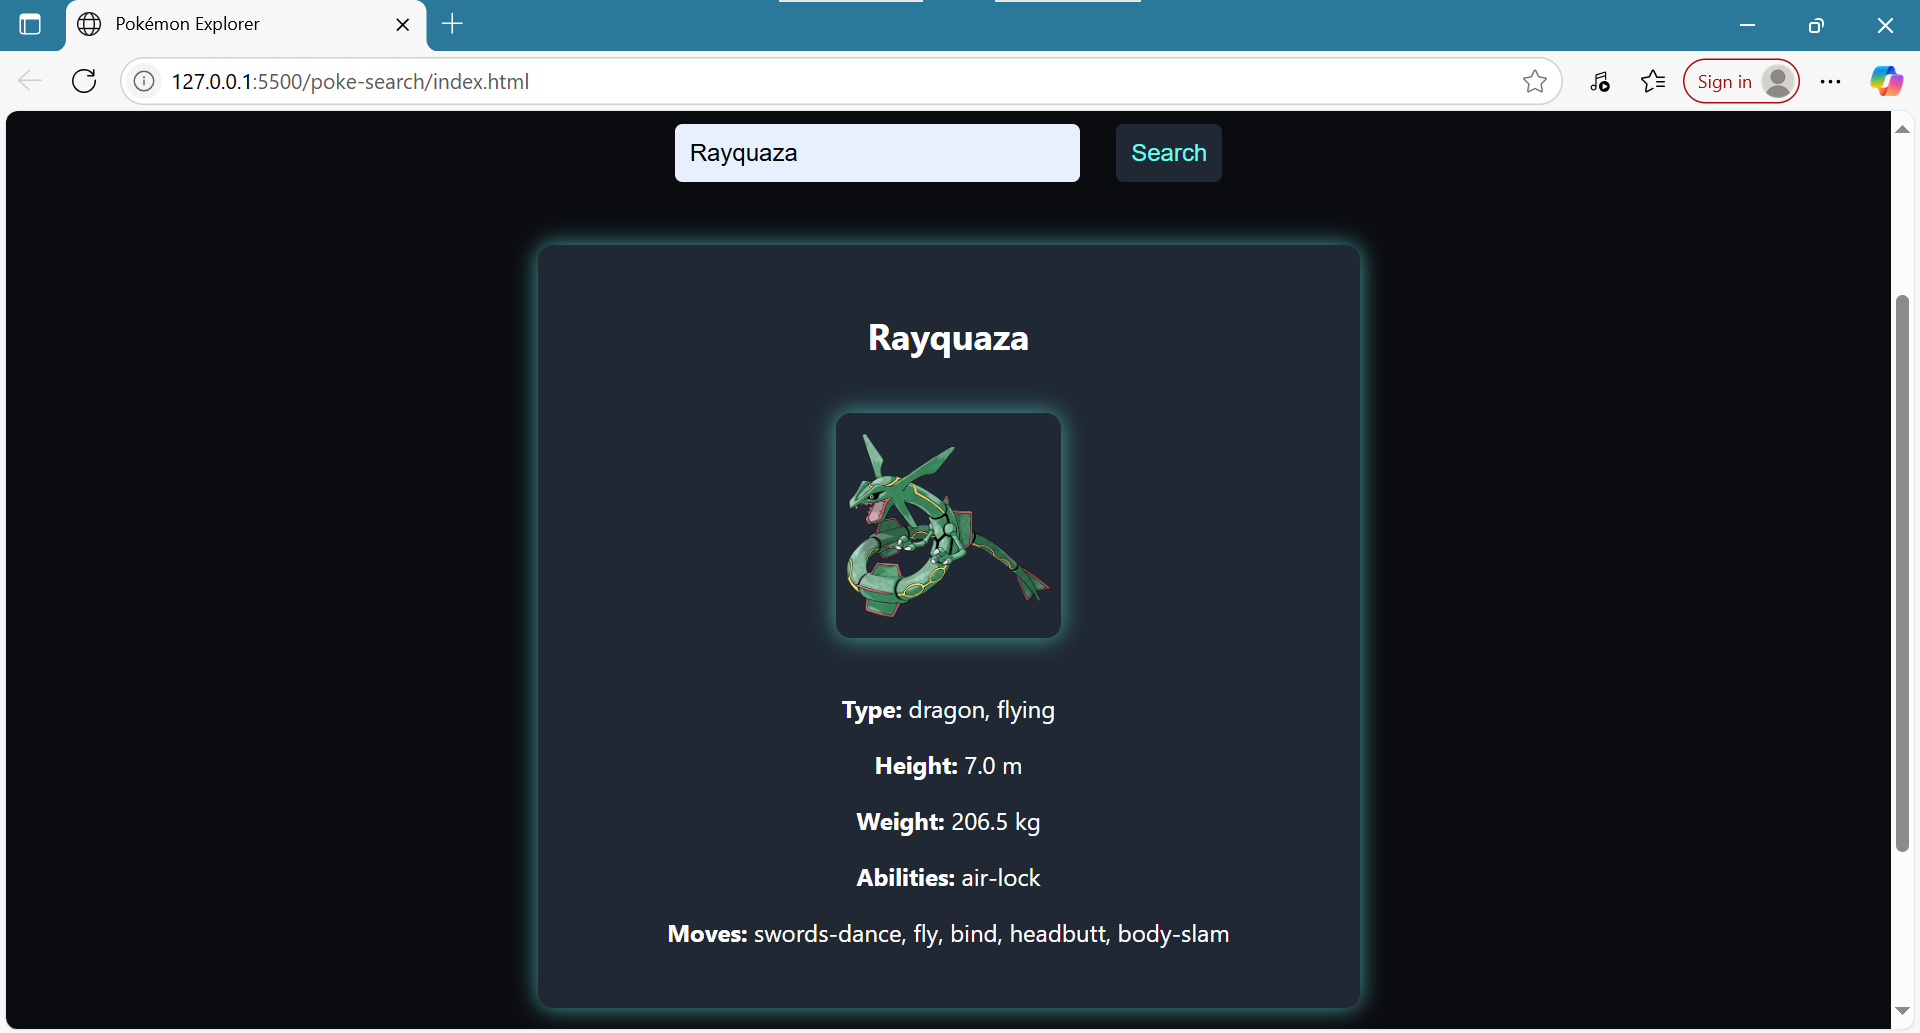 Pokémon Explorer
127.0.0.1:5500/poke-search/index.html
Sign in
Rayquaza
Search
Rayquaza
Type: dragon, flying
Height: 7.0 m
Weight: 206.5 kg
Abilities: air-lock
Moves: swords-dance, fly, bind, headbutt, body-slam